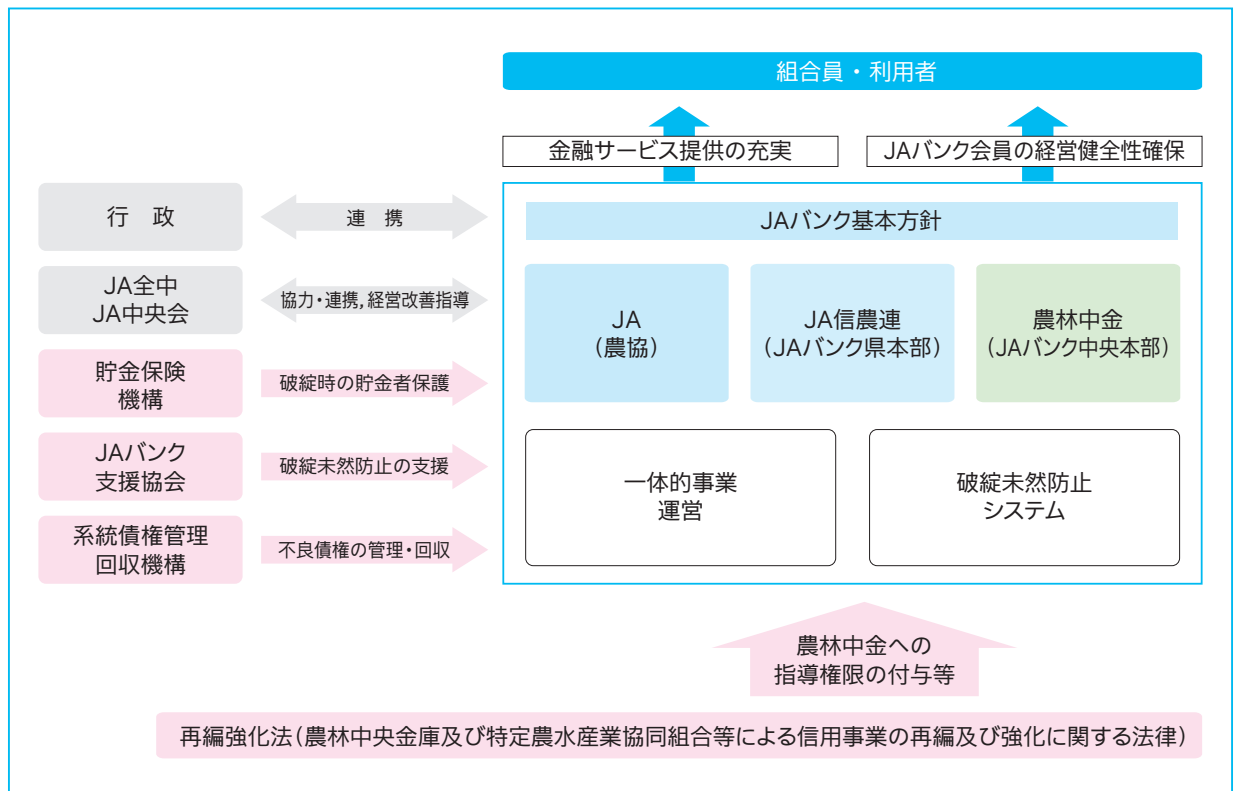 組合員・利用者
金融サービス提供の充実
JAバンク会員の経営健全性確保
行 政
連 携
JAバンク基本方針
JA全中
JA中央会
協力・連携,経営改善指導
JA
(農協)
JA信農連
(JAバンク県本部)
農林中金
(JAバンク中央本部)
貯金保険
機構
破綻時の貯金者保護
JAバンク
支援協会
破綻未然防止の支援
一体的事業
運営
破綻未然防止
システム
系統債権管理
回収機構
不良債権の管理・回収
農林中金への
指導権限の付与等
再編強化法(農林中央金庫及び特定農水産業協同組合等による信用事業の再編及び強化に関する法律)